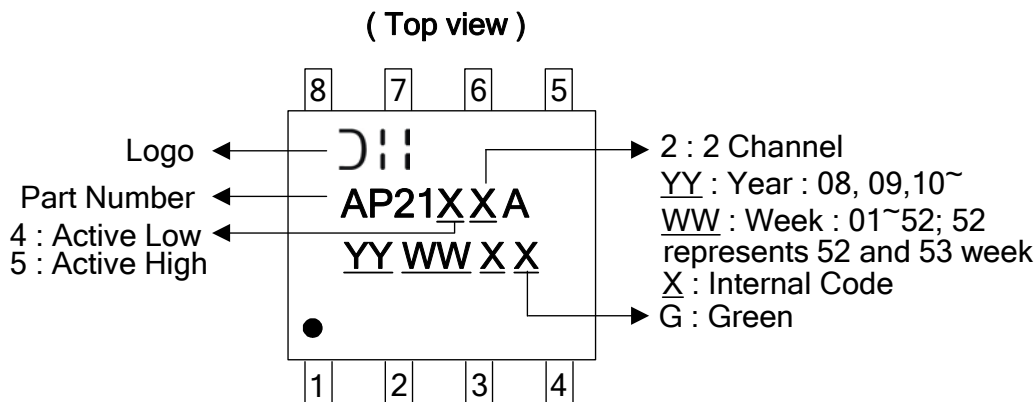 ( Top view )
8 7 6 5
Logo
Part Number
4 : Active Low
5 : Active High
AP21XXA
YY WW X X
2 : 2 Channel
YY : Year : 08, 09,10~
WW : Week : 01~52; 52
represents 52 and 53 week
X : Internal Code
G : Green
1 2 3 4